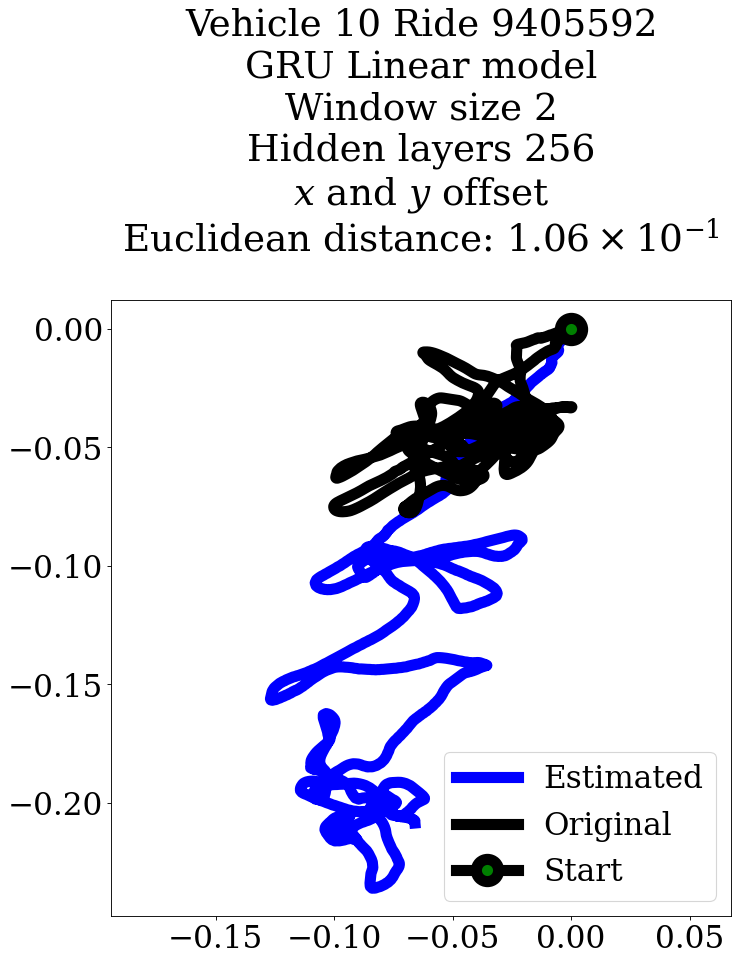 Vehicle 10 Ride 9405592
GRU Linear model
Window size 2
Hidden layers 256
x and y offset
Euclidean distance: 1.06 × 10⁻¹
0.00
−0.05
−0.10
−0.15
−0.20
Estimated
Original
Start
−0.15 −0.10 −0.05 0.00 0.05